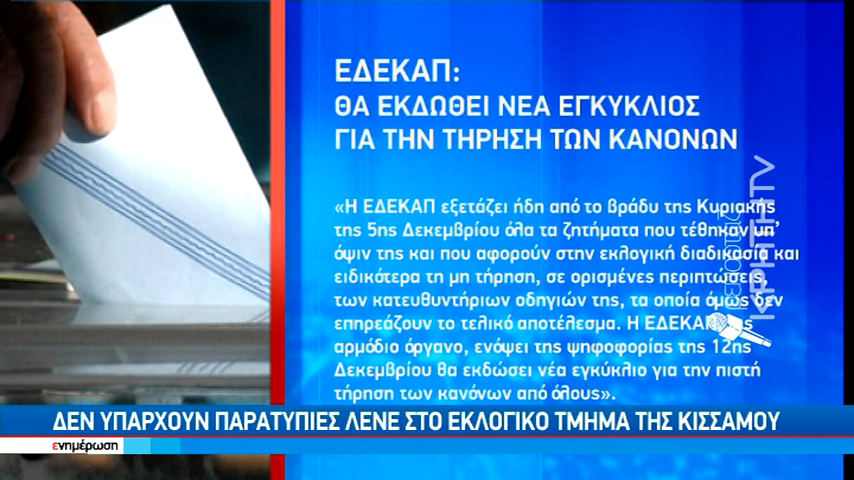 ΕΔΕΚΑΠ:
ΘΑ ΕΚΔΩΘΕΙ ΝΕΑ ΕΓΚΥΚΛΙΟΣ
ΓΙΑ ΤΗΝ ΤΗΡΗΣΗ ΤΩΝ ΚΑΝΟΝΩΝ
«Η ΕΔΕΚΑΠ εξετάζει ήδη από το βράδυ της Κυριακής
της 5ης Δεκεμβρίου όλα τα ζητήματα που τέθηκαν υπ'
όψιν της και που αφορούν στην εκλογική διαδικασία και
ειδικότερα τη μη τήρηση, σε ορισμένες περιπτώσεις,
των κατευθυντήριων οδηγιών της, τα οποία όμως δεν
επηρεάζουν το τελικό αποτέλεσμα. Η ΕΔΕΚΑΠ
αρμόδιο όργανο, ενόψει της ψηφοφορίας της 12ης
Δεκεμβρίου θα εκδώσει νέα εγκύκλιο για την πιστή
τήρηση των κανόνων από όλους».
ΚΡΗΤΗ TV
ΔΕΝ ΥΠΑΡΧΟΥΝ ΠΑΡΑΤΥΠΙΕΣ ΛΕΝΕ ΣΤΟ ΕΚΛΟΓΙΚΟ ΤΜΗΜΑ ΤΗΣ ΚΙΣΣΑΜΟΥ
ενημέρωση